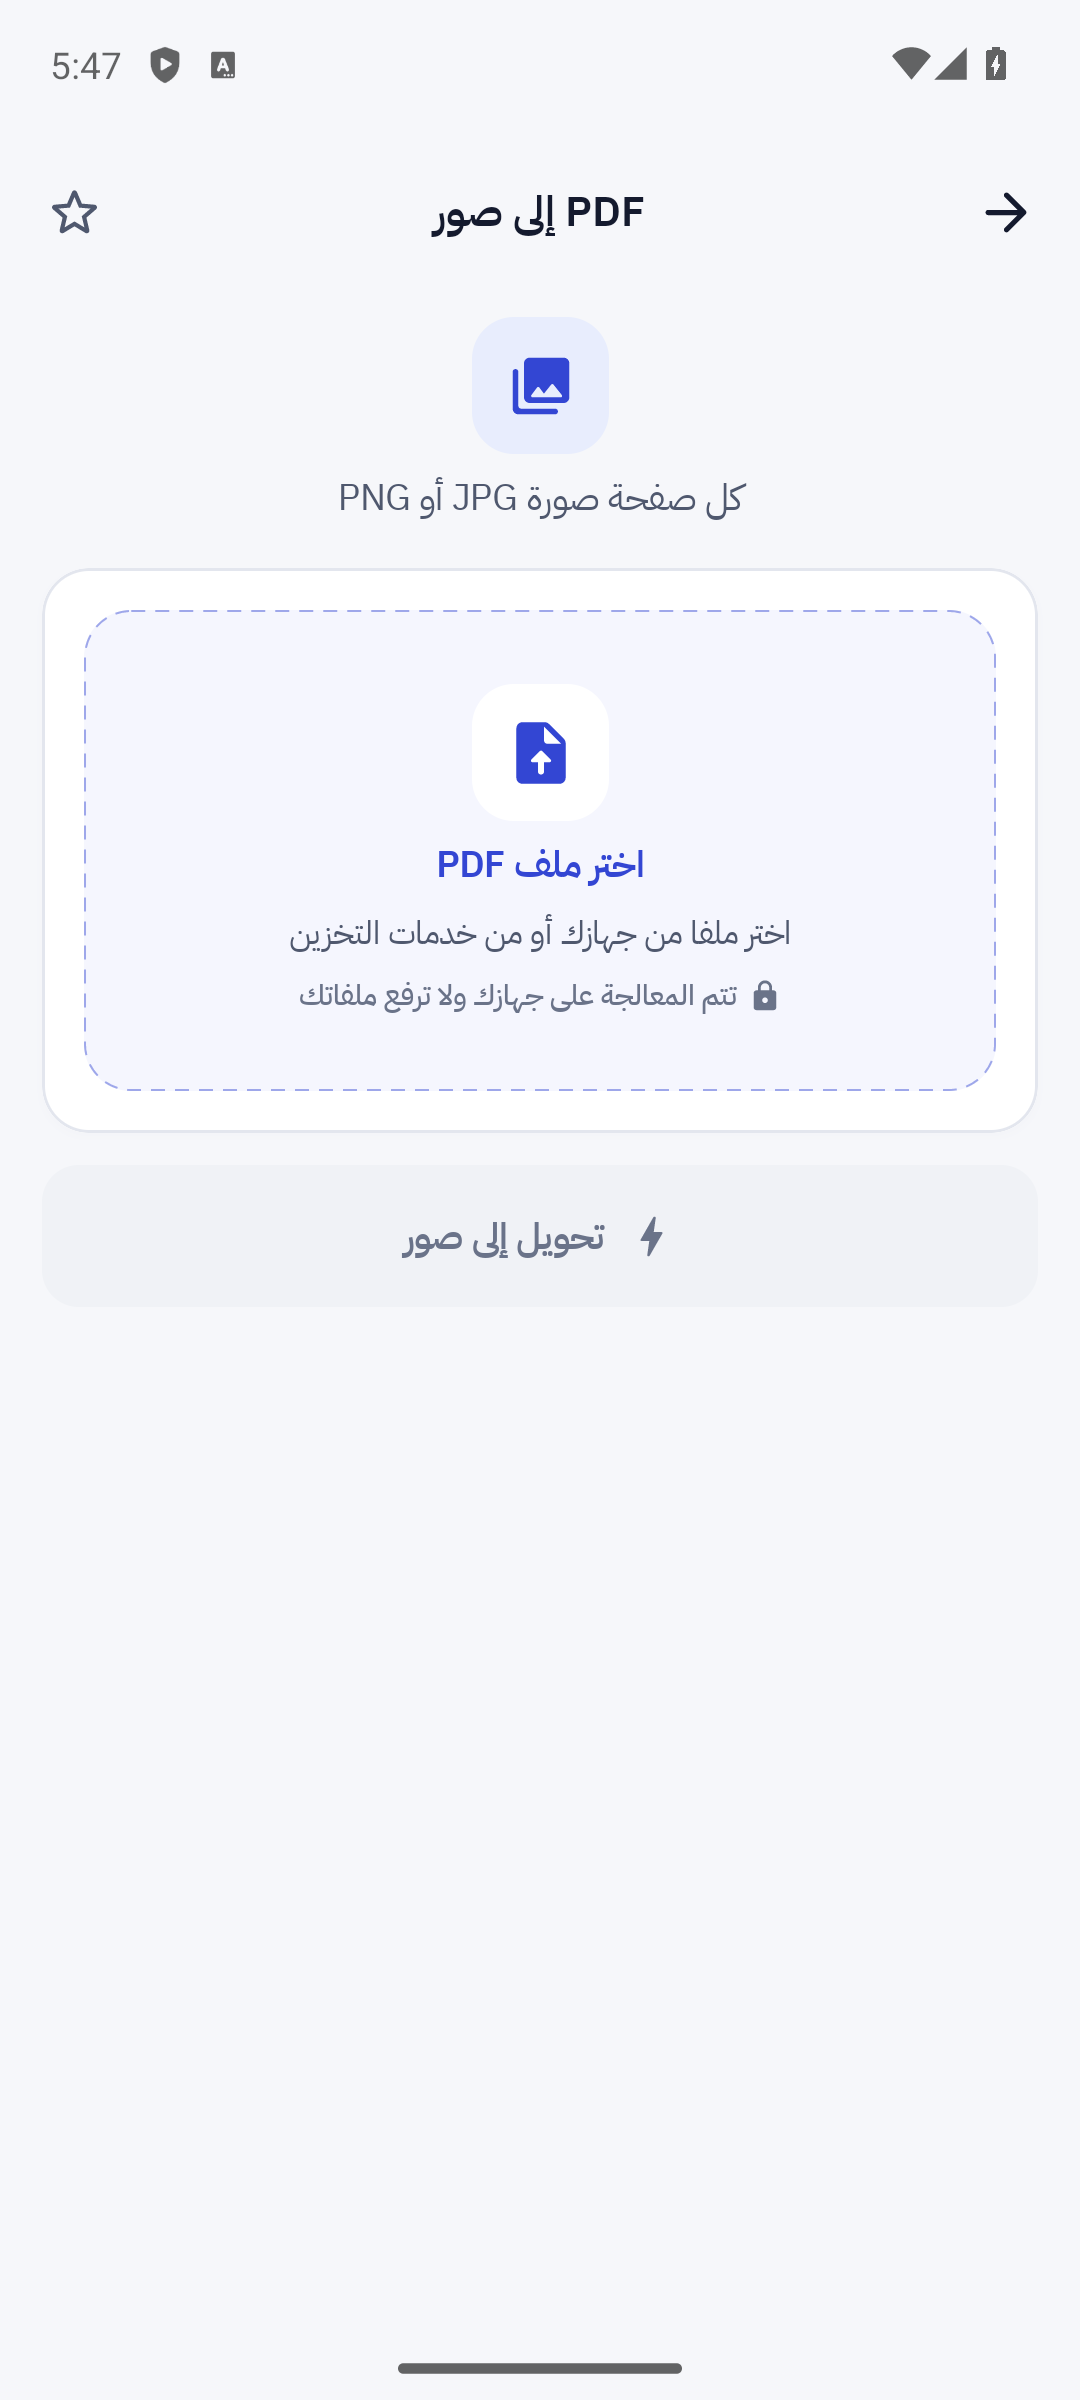 5:47
PDF إلى صور
كل صفحة صورة JPG أو PNG
اختر ملف PDF
اختر ملفا من جهازك أو من خدمات التخزين
تتم المعالجة على جهازك ولا ترفع ملفاتك
تحويل إلى صور